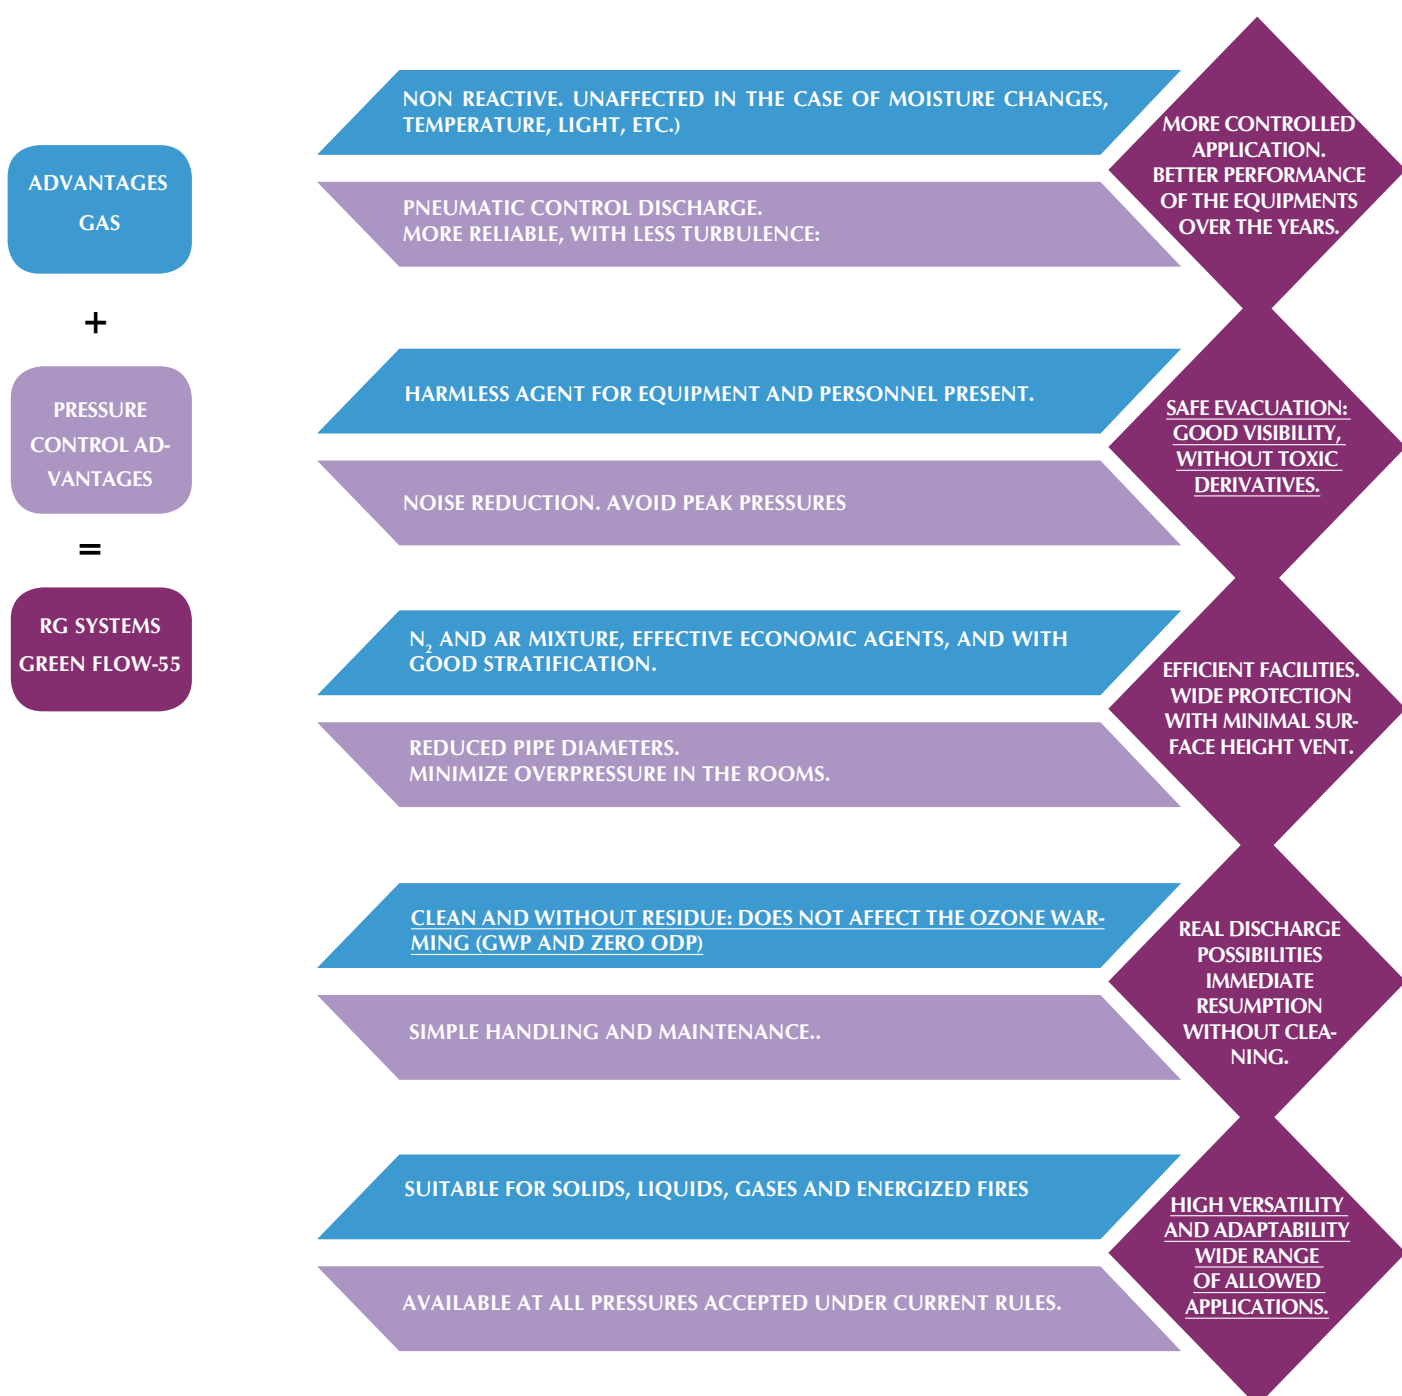 ADVANTAGES
GAS
+
PRESSURE
CONTROL AD-
VANTAGES
=
RG SYSTEMS
GREEN FLOW-55
NON REACTIVE. UNAFFECTED IN THE CASE OF MOISTURE CHANGES,
TEMPERATURE, LIGHT, ETC.)
PNEUMATIC CONTROL DISCHARGE.
MORE RELIABLE, WITH LESS TURBULENCE:
MORE CONTROLLED
APPLICATION.
BETTER PERFORMANCE
OF THE EQUIPMENTS
OVER THE YEARS.
HARMLESS AGENT FOR EQUIPMENT AND PERSONNEL PRESENT.
NOISE REDUCTION. AVOID PEAK PRESSURES
SAFE EVACUATION:
GOOD VISIBILITY,
WITHOUT TOXIC
DERIVATIVES.
N₂ AND AR MIXTURE, EFFECTIVE ECONOMIC AGENTS, AND WITH
GOOD STRATIFICATION.
REDUCED PIPE DIAMETERS.
MINIMIZE OVERPRESSURE IN THE ROOMS.
EFFICIENT FACILITIES.
WIDE PROTECTION
WITH MINIMAL SUR-
FACE HEIGHT VENT.
CLEAN AND WITHOUT RESIDUE: DOES NOT AFFECT THE OZONE WAR-
MING (GWP AND ZERO ODP)
SIMPLE HANDLING AND MAINTENANCE..
REAL DISCHARGE
POSSIBILITIES
IMMEDIATE
RESUMPTION
WITHOUT CLEA-
NING.
SUITABLE FOR SOLIDS, LIQUIDS, GASES AND ENERGIZED FIRES
AVAILABLE AT ALL PRESSURES ACCEPTED UNDER CURRENT RULES.
HIGH VERSATILITY
AND ADAPTABILITY
WIDE RANGE
OF ALLOWED
APPLICATIONS.